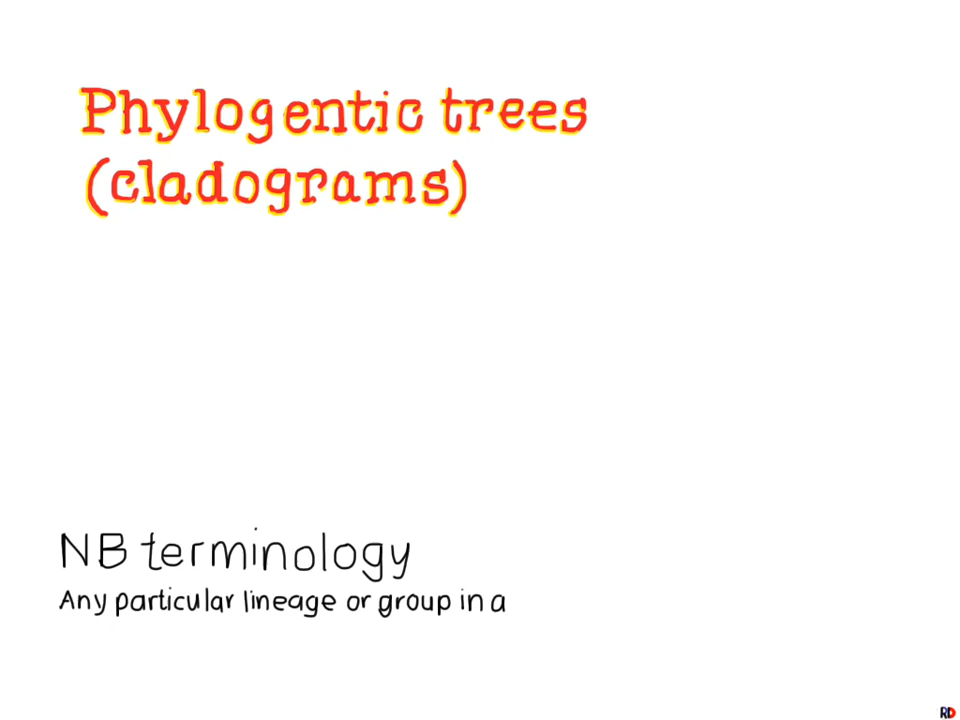 Phylogentic trees
(cladograms)
NB terminology
Any particular lineage or group in a
RD